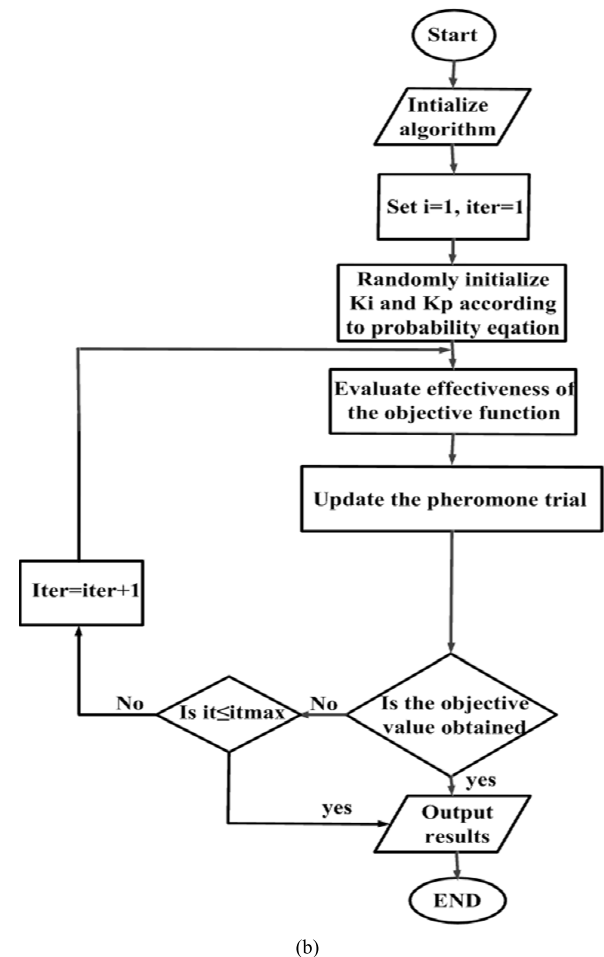 Start
Intialize
algorithm
Set i=1, iter=1
Randomly initialize
Ki and Kp according
to probability eqation
Evaluate effectiveness of
the objective function
Update the pheromone trial
Iter=iter+1
No
Is it≤itmax
No
Is the objective
value obtained
yes
yes
Output
results
END
(b)